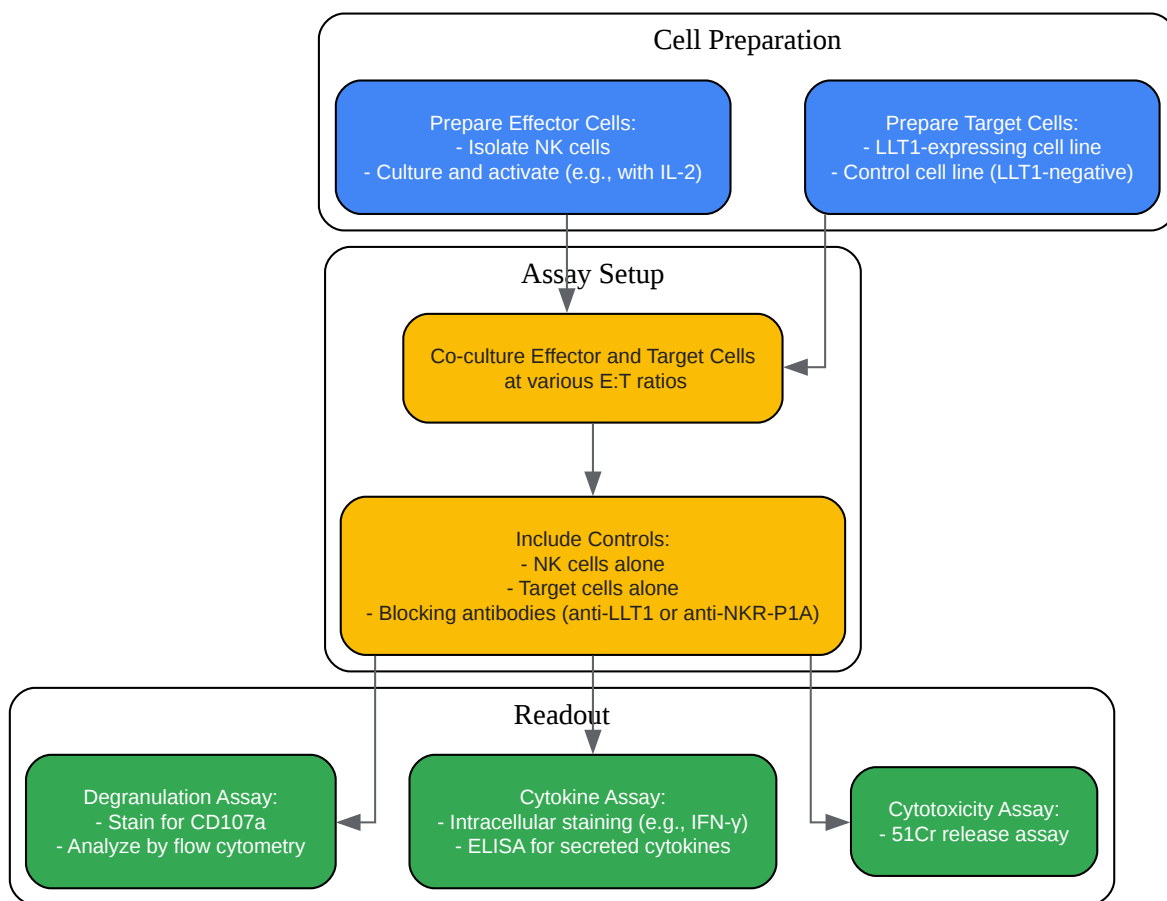 Cell Preparation
Prepare Effector Cells:
- Isolate NK cells
- Culture and activate (e.g., with IL-2)
Prepare Target Cells:
- LLT1-expressing cell line
- Control cell line (LLT1-negative)
Assay Setup
Co-culture Effector and Target Cells
at various E:T ratios
Include Controls:
- NK cells alone
- Target cells alone
- Blocking antibodies (anti-LLT1 or anti-NKR-P1A)
Readout
Degranulation Assay:
- Stain for CD107a
- Analyze by flow cytometry
Cytokine Assay:
- Intracellular staining (e.g., IFN-γ)
- ELISA for secreted cytokines
Cytotoxicity Assay:
- 51Cr release assay